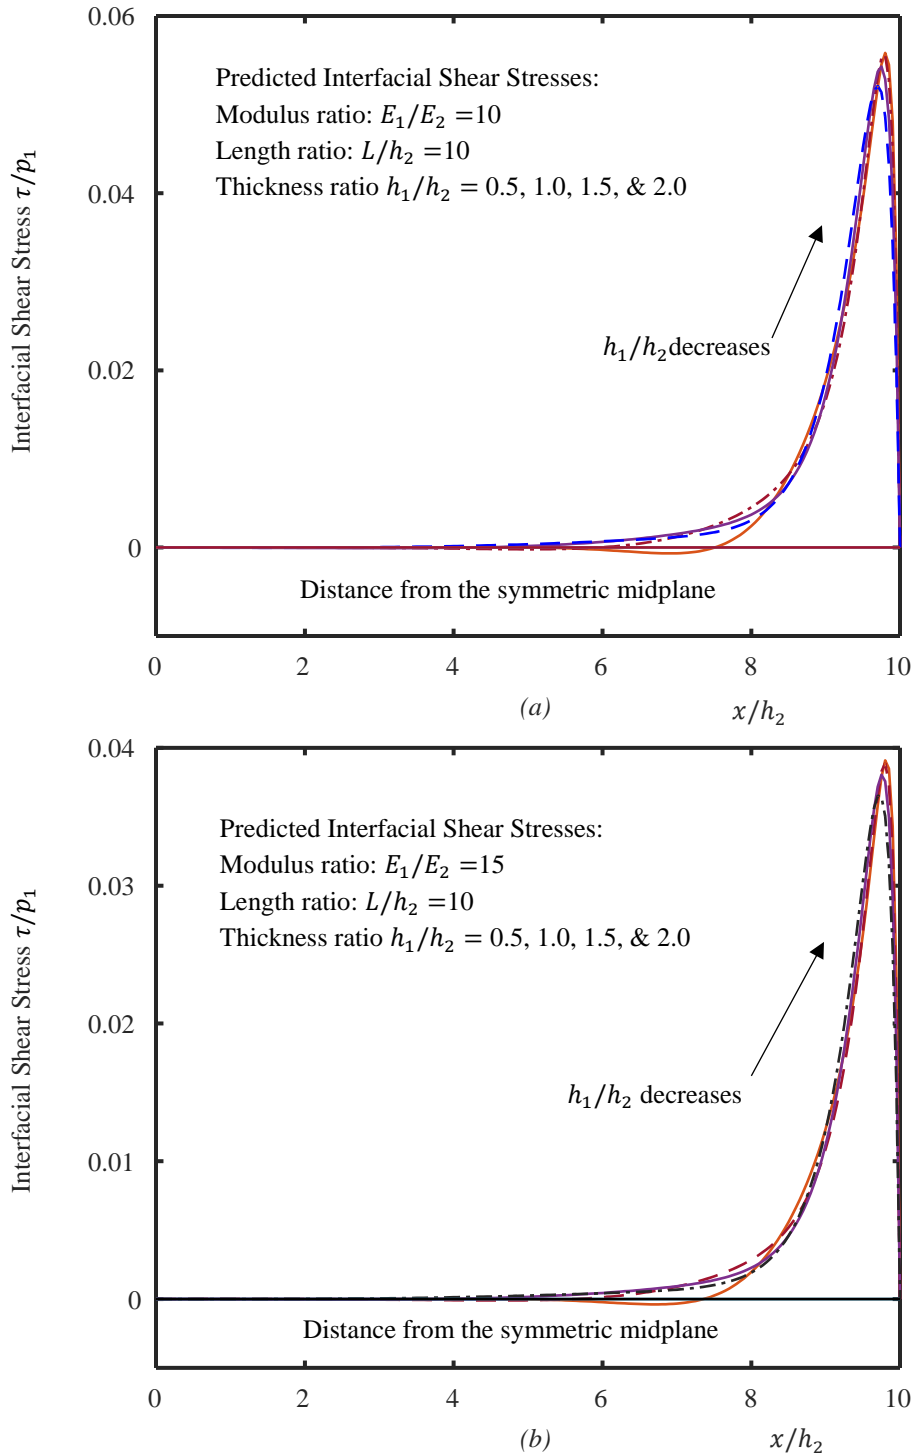 0.06
Predicted Interfacial Shear Stresses:
Modulus ratio: E₁/E₂ =10
Length ratio: L/h₂ =10
Thickness ratio h₁/h₂ = 0.5, 1.0, 1.5, & 2.0
0.04
Interfacial Shear Stress τ/p₁
h₁/h₂decreases
0.02
0
Distance from the symmetric midplane
0 2 4 6 8 10
(a) x/h₂
0.04
Predicted Interfacial Shear Stresses:
Modulus ratio: E₁/E₂ =15
Length ratio: L/h₂ =10
Thickness ratio h₁/h₂ = 0.5, 1.0, 1.5, & 2.0
0.03
Interfacial Shear Stress τ/p₁
0.02
h₁/h₂ decreases
0.01
0
Distance from the symmetric midplane
0 2 4 6 8 10
(b) x/h₂